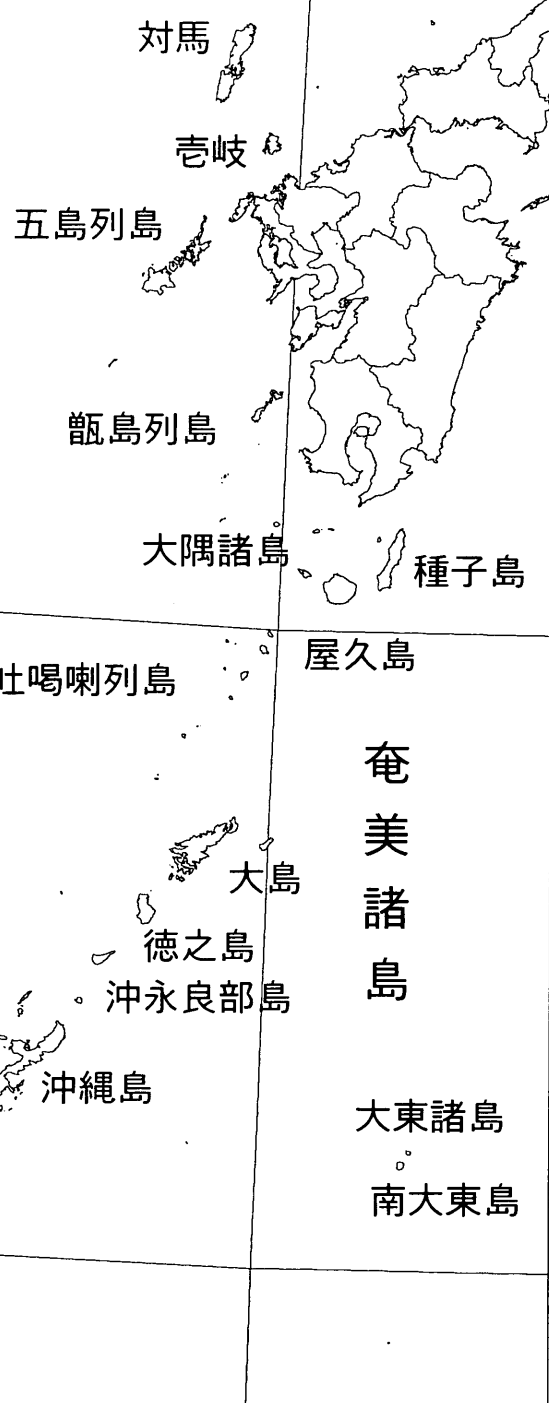 対馬
壱岐
五島列島
甑島列島
大隅諸島
種子島
屋久島
吐喝喇列島
奄美諸島
大島
徳之島
沖永良部島
沖縄島
大東諸島
南大東島